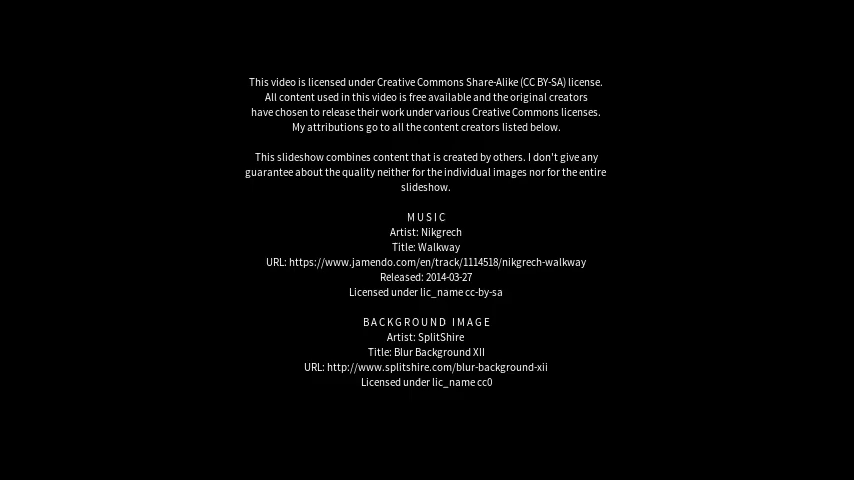 This video is licensed under Creative Commons Share-Alike (CC BY-SA) license.
All content used in this video is free available and the original creators
have chosen to release their work under various Creative Commons licenses.
My attributions go to all the content creators listed below.
This slideshow combines content that is created by others. I don't give any
guarantee about the quality neither for the individual images nor for the entire
slideshow.
MUSIC
Artist: Nikgrech
Title: Walkway
URL: https://www.jamendo.com/en/track/1114518/nikgrech-walkway
Released: 2014-03-27
Licensed under lic_name cc-by-sa
BACKGROUND IMAGE
Artist: SplitShire
Title: Blur Background XII
URL: http://www.splitshire.com/blur-background-xii
Licensed under lic_name cc0